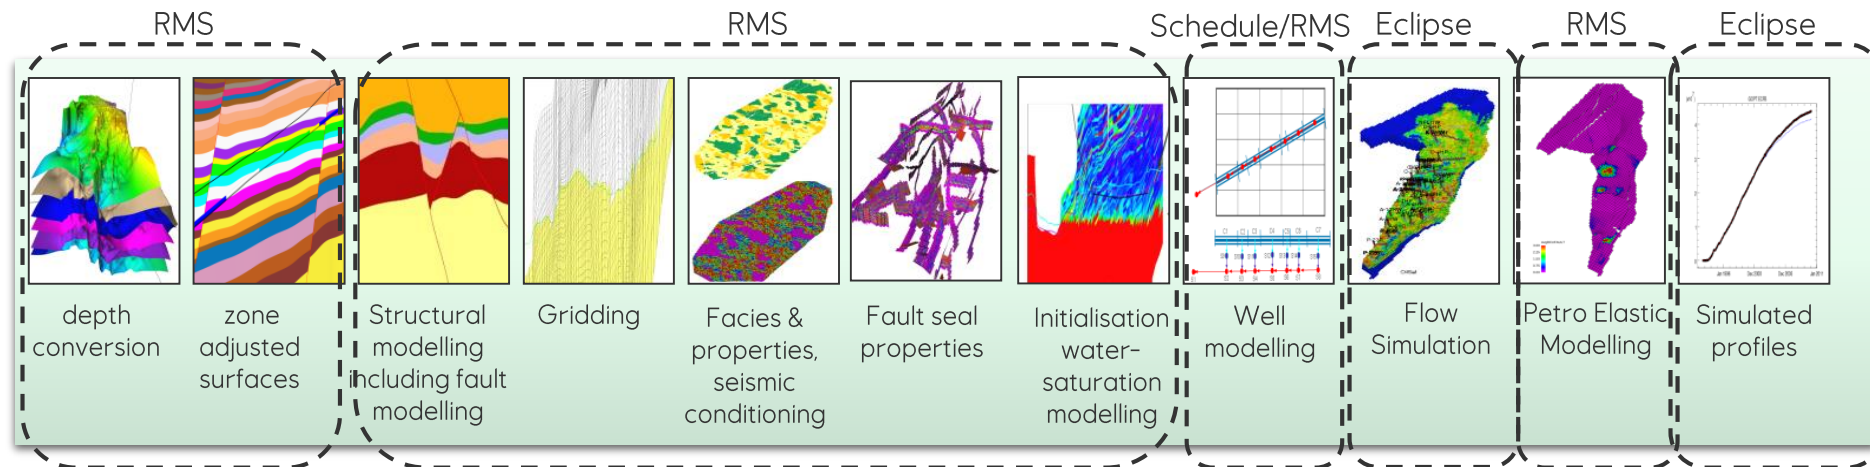 RMS
RMS
Schedule/RMS
Eclipse
RMS
Eclipse
depth
conversion
zone
adjusted
surfaces
Structural
modelling
including fault
modelling
Gridding
Facies &
properties,
seismic
conditioning
Fault seal
properties
Initialisation
water-
saturation
modelling
Well
modelling
Flow
Simulation
Petro Elastic
Modelling
Simulated
profiles